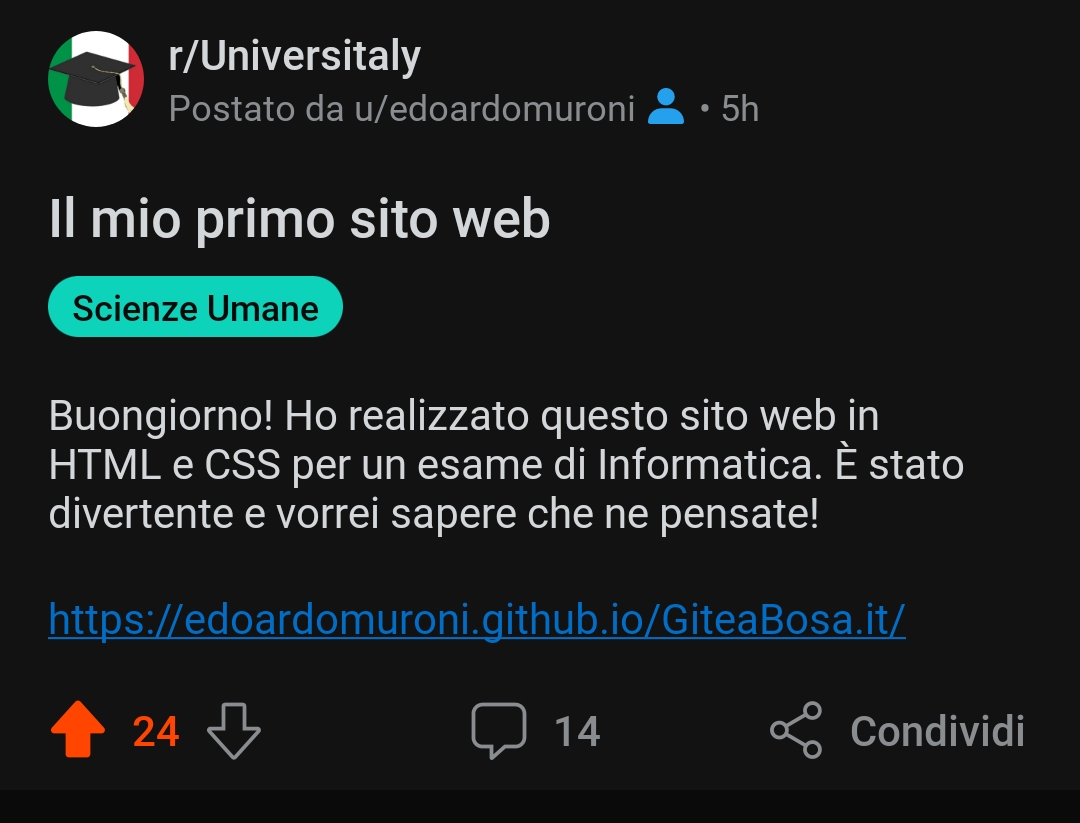 r/Universitaly
Postato da u/edoardomuroni • 5h
Il mio primo sito web
Scienze Umane
Buongiorno! Ho realizzato questo sito web in
HTML e CSS per un esame di Informatica. È stato
divertente e vorrei sapere che ne pensate!
https://edoardomuroni.github.io/GiteaBosa.it/
24 14 Condividi